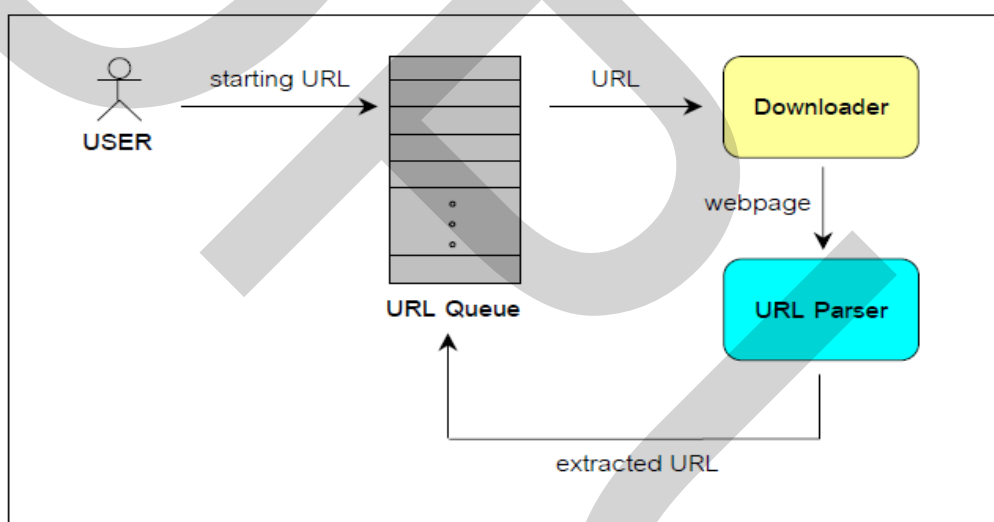 starting URL
URL
Downloader
USER
webpage
URL Queue
URL Parser
extracted URL